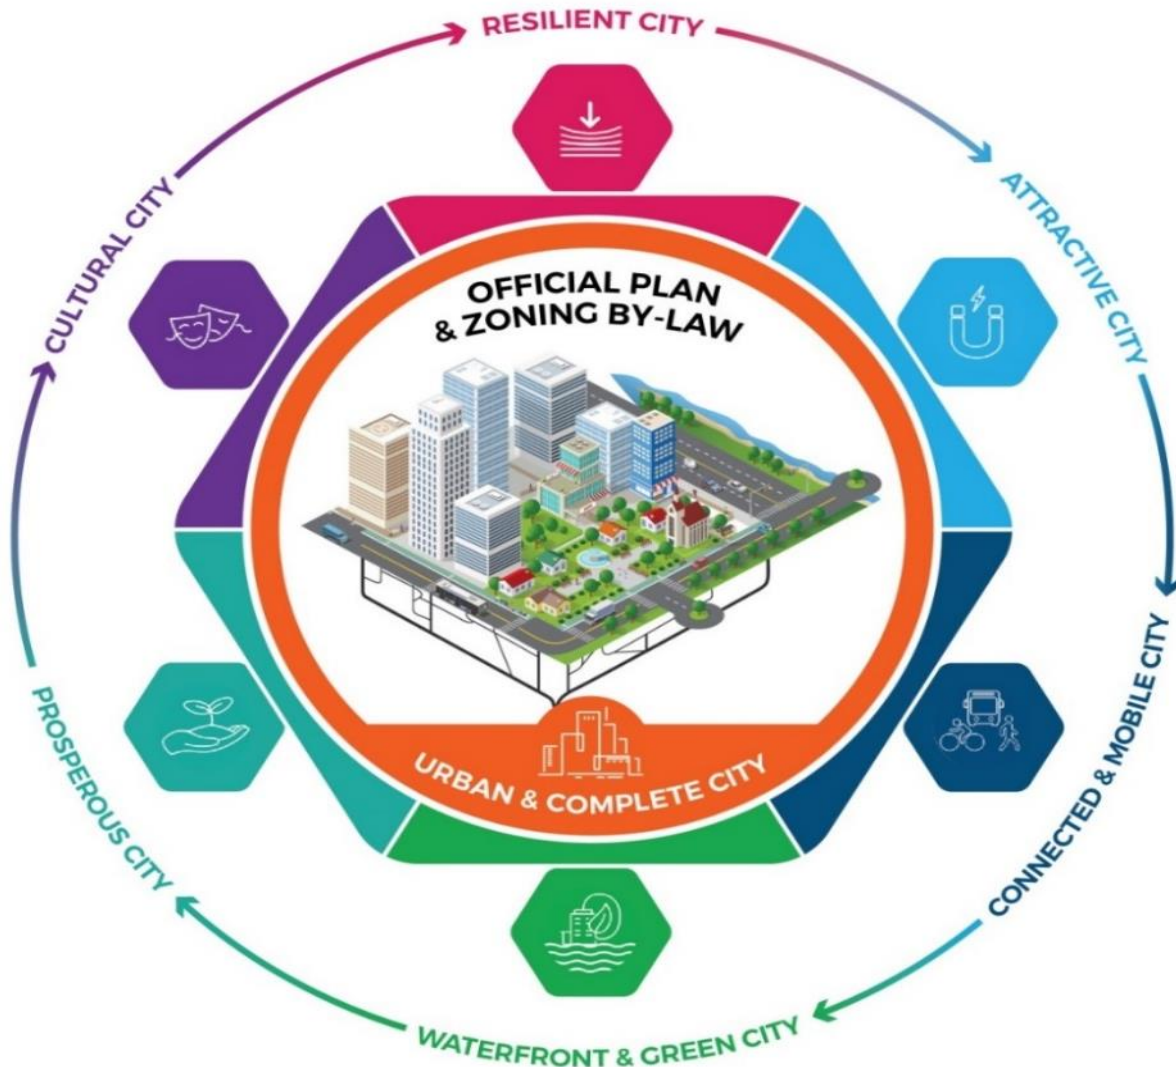 RESILIENT CITY
ATTRACTIVE CITY
CONNECTED & MOBILE CITY
WATERFRONT & GREEN CITY
PROSPEROUS CITY
CULTURAL CITY
OFFICIAL PLAN
& ZONING BY-LAW
URBAN & COMPLETE CITY